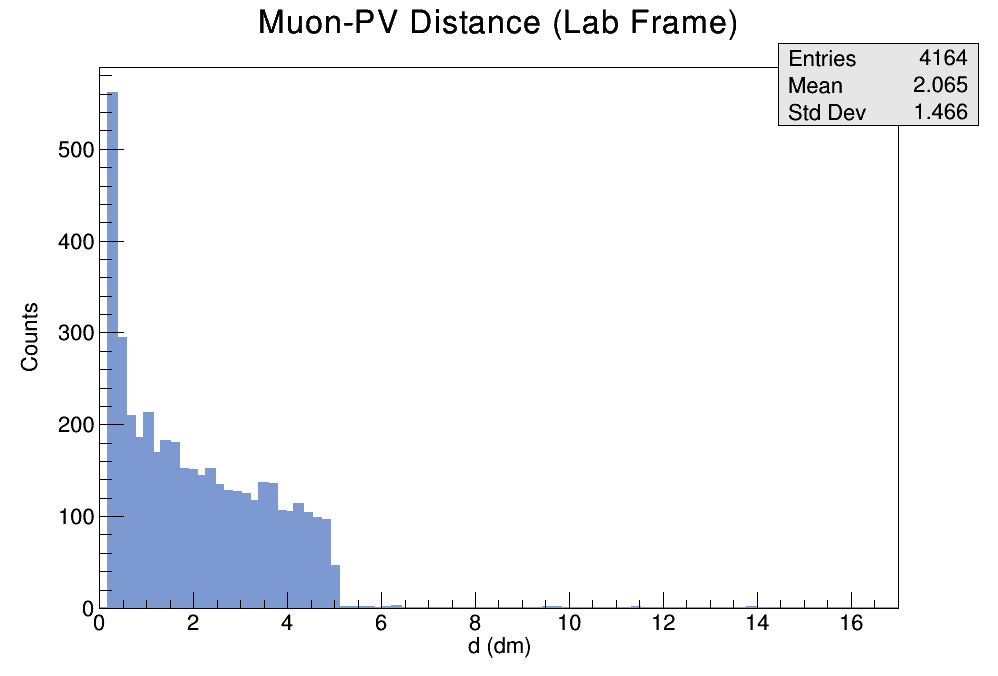 Muon-PV Distance (Lab Frame)
Entries 4164
Mean 2.065
Std Dev 1.466
500
400
300
200
100
0
Counts
0 2 4 6 8 10 12 14 16
d (dm)